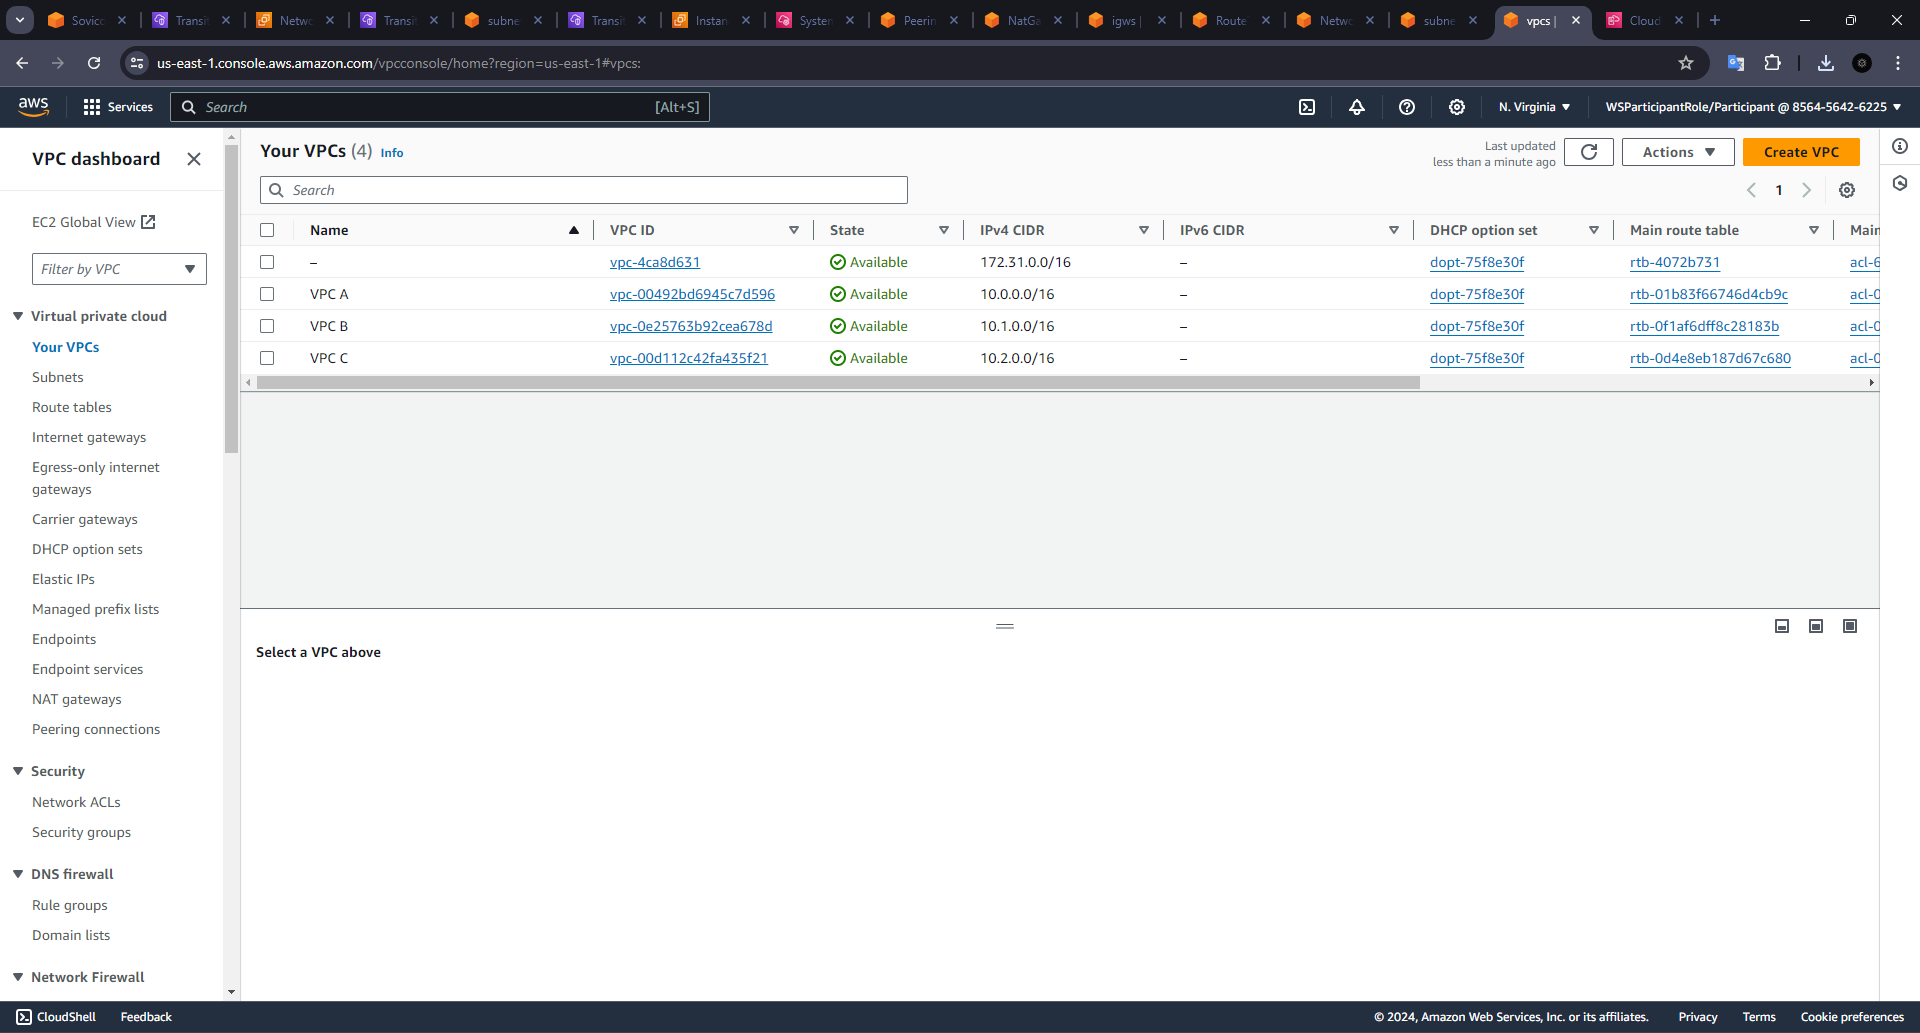 Sovicc
Transit
Netwo
Transit
subne
Transit
Instan
System
Peerin
NatGa
igws |
Route
Netwo
subne
vpcs |
Cloud
us-east-1.console.aws.amazon.com/vpcconsole/home?region=us-east-1#vpcs:
aws
Services
Search
[Alt+S]
N. Virginia
WSParticipantRole/Participant @ 8564-5642-6225
VPC dashboard
EC2 Global View
Filter by VPC
Virtual private cloud
Your VPCs
Subnets
Route tables
Internet gateways
Egress-only internet
gateways
Carrier gateways
DHCP option sets
Elastic IPs
Managed prefix lists
Endpoints
Endpoint services
NAT gateways
Peering connections
Security
Network ACLs
Security groups
DNS firewall
Rule groups
Domain lists
Network Firewall
Your VPCs (4) Info
Last updated
less than a minute ago
Actions
Create VPC
Search
1
Name VPC ID State IPv4 CIDR IPv6 CIDR DHCP option set Main route table Main
– vpc-4ca8d631 Available 172.31.0.0/16 – dopt-75f8e30f rtb-4072b731 acl-6
VPC A vpc-00492bd6945c7d596 Available 10.0.0.0/16 – dopt-75f8e30f rtb-01b83f66746d4cb9c acl-0
VPC B vpc-0e25763b92cea678d Available 10.1.0.0/16 – dopt-75f8e30f rtb-0f1af6dff8c28183b acl-0
VPC C vpc-00d112c42fa435f21 Available 10.2.0.0/16 – dopt-75f8e30f rtb-0d4e8eb187d67c680 acl-0
Select a VPC above
CloudShell
Feedback
© 2024, Amazon Web Services, Inc. or its affiliates.
Privacy
Terms
Cookie preferences